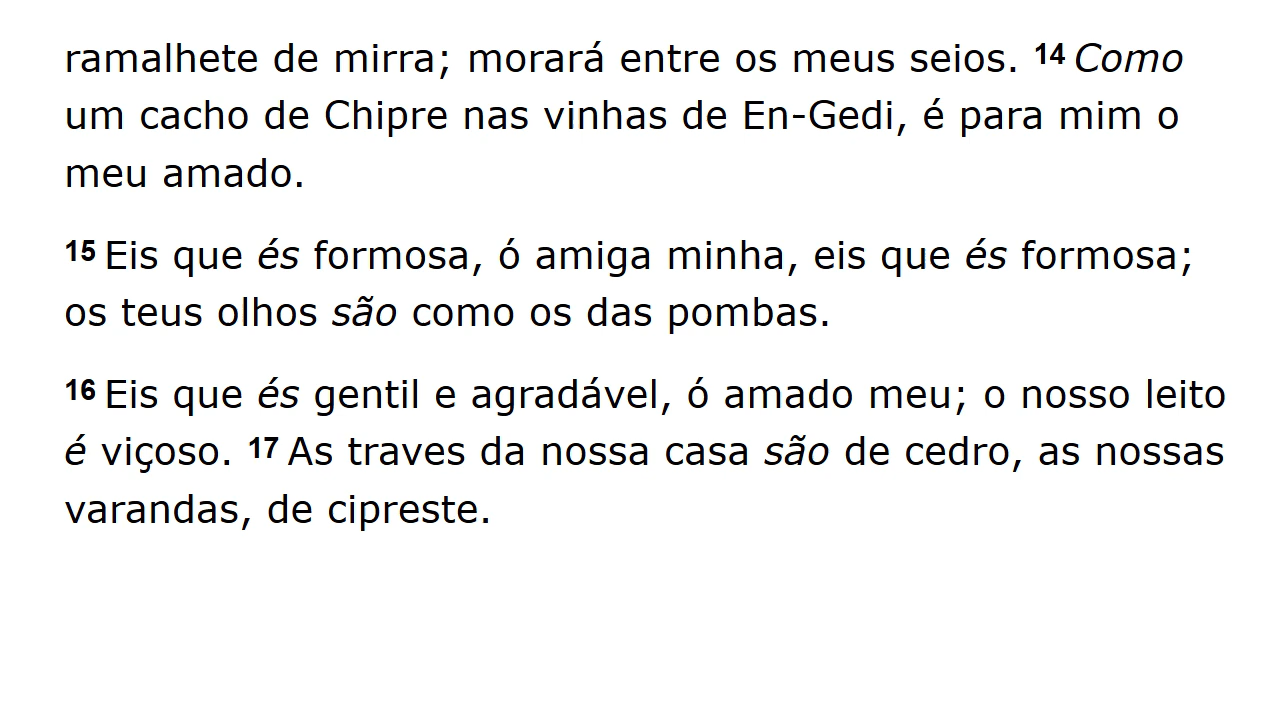 ramalhete de mirra; morará entre os meus seios. 14 Como
um cacho de Chipre nas vinhas de En-Gedi, é para mim o
meu amado.
15 Eis que és formosa, ó amiga minha, eis que és formosa;
os teus olhos são como os das pombas.
16 Eis que és gentil e agradável, ó amado meu; o nosso leito
é viçoso. 17 As traves da nossa casa são de cedro, as nossas
varandas, de cipreste.